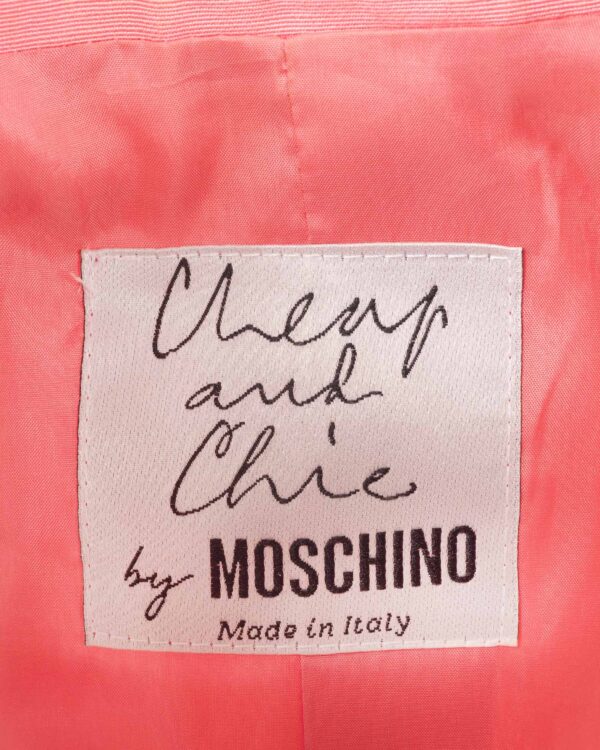 Cheap
and
Chic
by MOSCHINO
Made in Italy